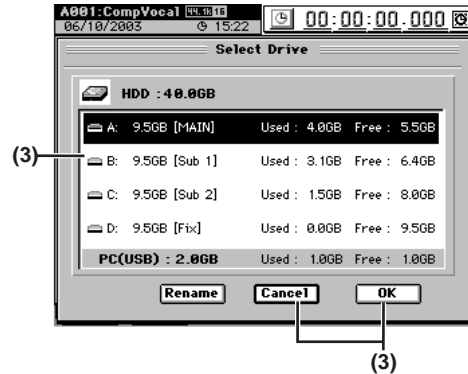 A001:CompVocal 44.1k 16
06/10/2003 15:22 00:00:00.000
Select Drive
HDD :40.0GB
A: 9.5GB [MAIN] Used : 4.0GB Free : 5.5GB
(3) B: 9.5GB [Sub 1] Used : 3.1GB Free : 6.4GB
C: 9.5GB [Sub 2] Used : 1.5GB Free : 8.0GB
D: 9.5GB [Fix] Used : 0.0GB Free : 9.5GB
PC(USB) : 2.0GB Used : 1.0GB Free : 1.0GB
Rename Cancel OK
(3)